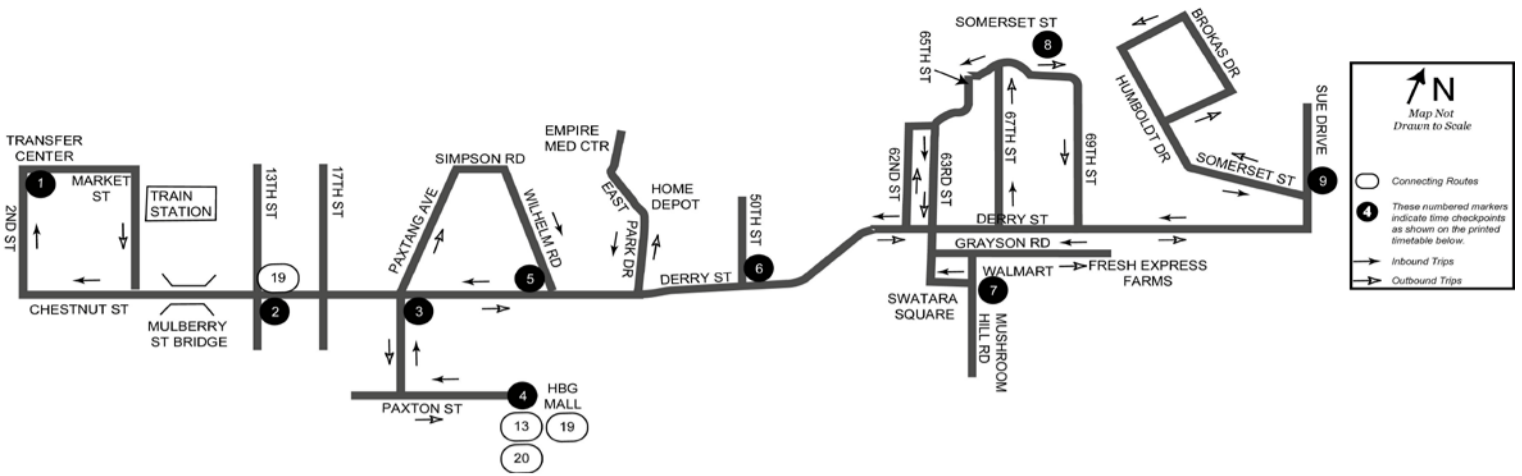 TRANSFER
CENTER
1
MARKET
ST
2ND ST
TRAIN
STATION
CHESTNUT ST
MULBERRY
ST BRIDGE
13TH ST
19
2
17TH ST
PAXTANG AVE
SIMPSON RD
WILHELM RD
5
3
PAXTON ST
4
HBG
MALL
13
19
20
EMPIRE
MED CTR
EAST
PARK DR
HOME
DEPOT
50TH ST
6
DERRY ST
SOMERSET ST
8
65TH ST
62ND ST
63RD ST
67TH ST
69TH ST
DERRY ST
GRAYSON RD
WALMART
FRESH EXPRESS
FARMS
SWATARA
SQUARE
7
MUSHROOM
HILL RD
BROKAS DR
HUMBOLDT DR
SOMERSET ST
SUE DRIVE
9
N
Map Not
Drawn to Scale
Connecting Routes
4
These numbered markers
indicate time checkpoints
as shown on the printed
timetable below.
Inbound Trips
Outbound Trips